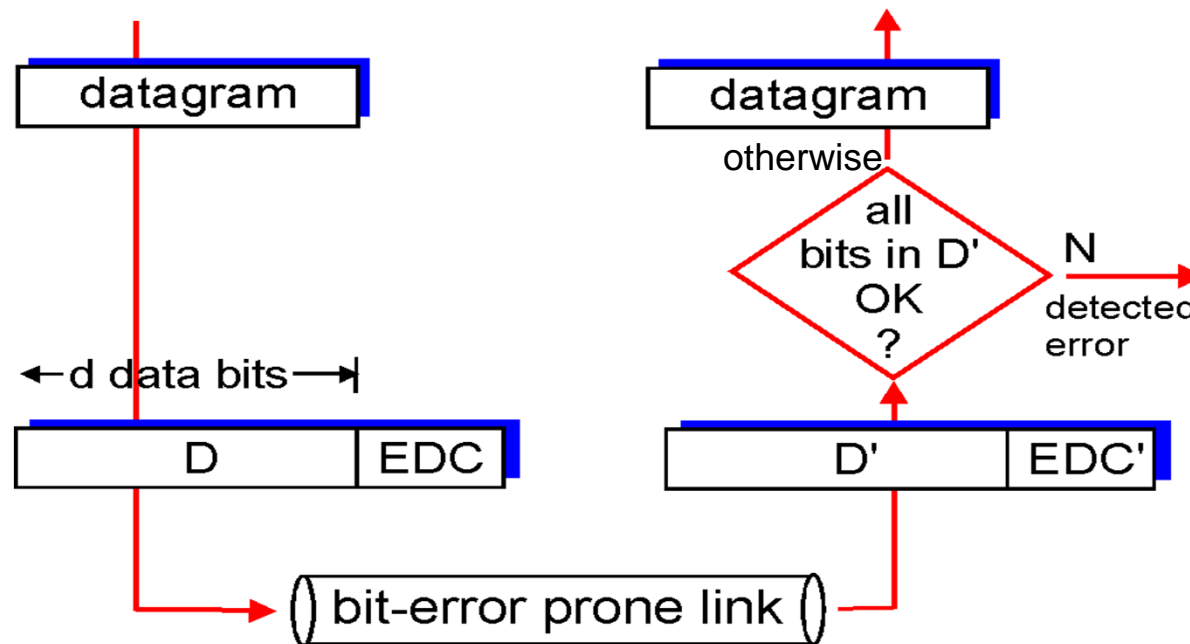 datagram
d data bits
D
EDC
bit-error prone link
datagram
otherwise
all
bits in D'
OK
?
N
detected
error
D'
EDC'